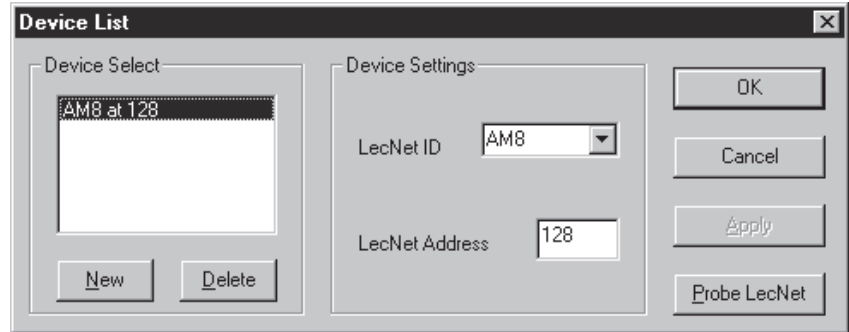 Device List
Device Select
AM8 at 128
New
Delete
Device Settings
LecNet ID
AM8
LecNet Address
128
OK
Cancel
Apply
Probe LecNet